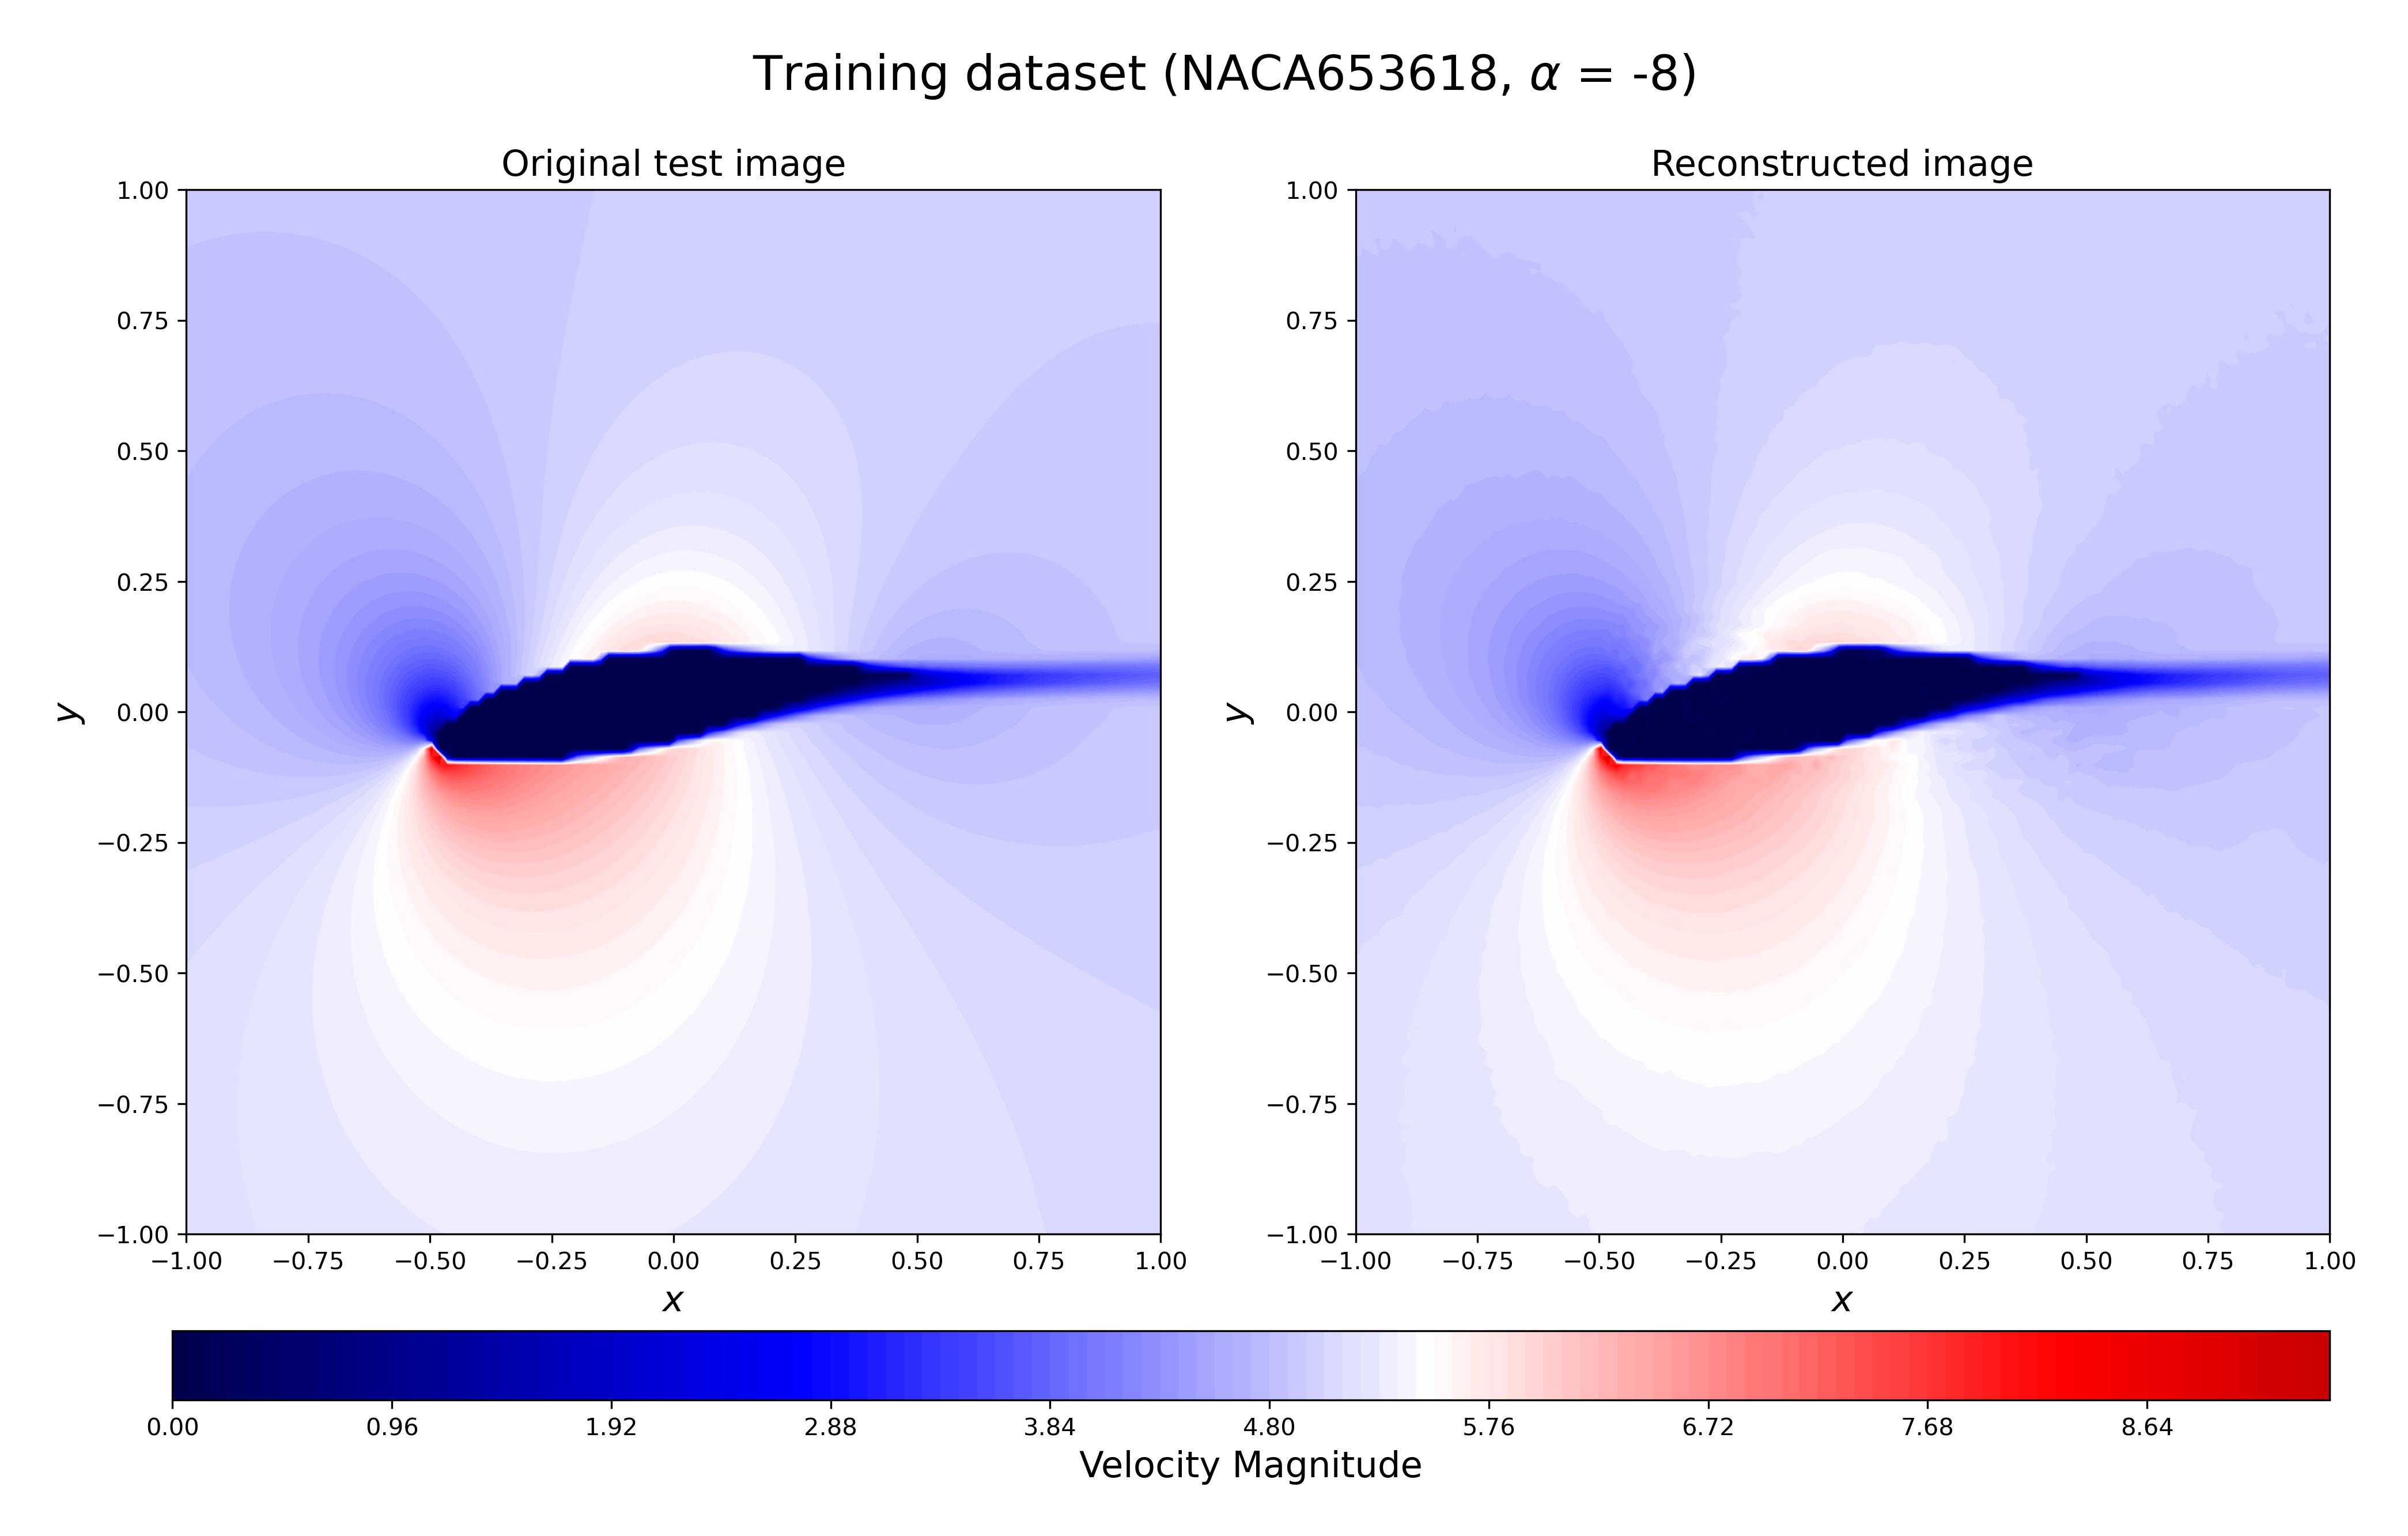 Training dataset (NACA653618, α = -8)
Original test image
Reconstructed image
1.00
0.75
0.50
0.25
0.00
−0.25
−0.50
−0.75
−1.00
y
−1.00 −0.75 −0.50 −0.25 0.00 0.25 0.50 0.75 1.00
x
1.00
0.75
0.50
0.25
0.00
−0.25
−0.50
−0.75
−1.00
y
−1.00 −0.75 −0.50 −0.25 0.00 0.25 0.50 0.75 1.00
x
0.00 0.96 1.92 2.88 3.84 4.80 5.76 6.72 7.68 8.64
Velocity Magnitude